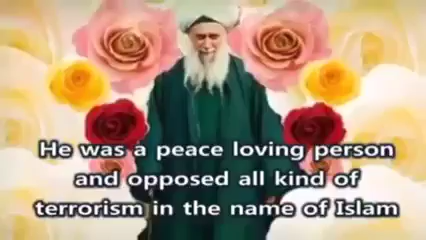 He was a peace loving person
and opposed all kind of
terrorism in the name of Islam